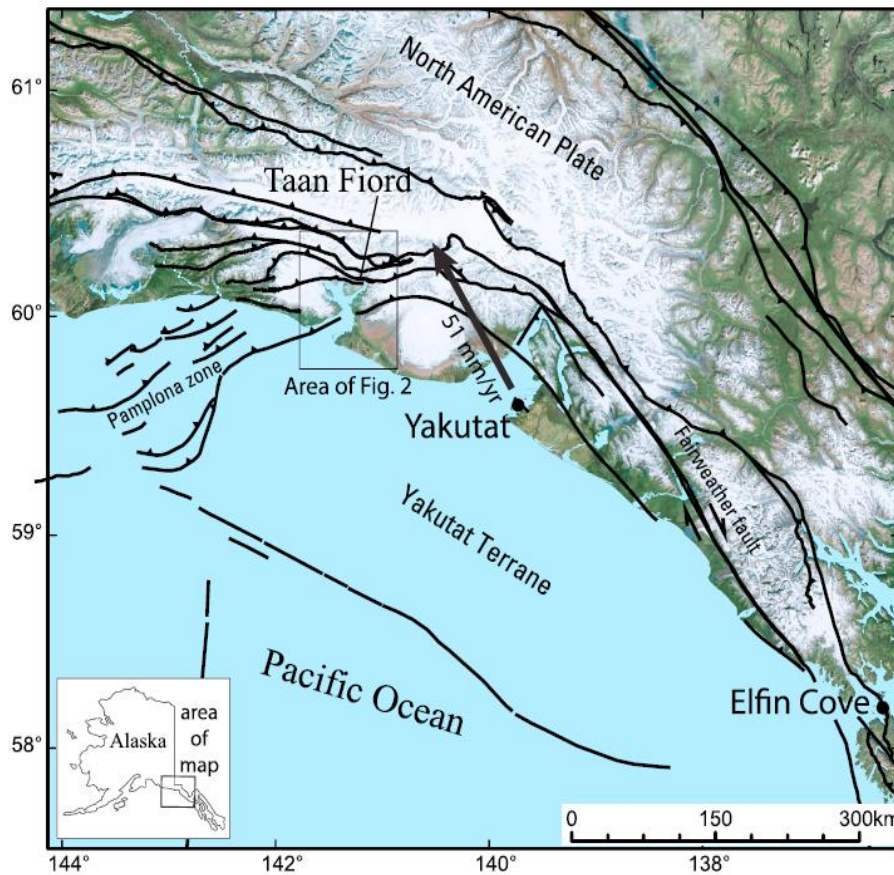 61°
North American Plate
Taan Fiord
60°
51 mm/yr
Area of Fig. 2
Pamplona zone
Yakutat
Fairweather fault
59°
Yakutat Terrane
Pacific Ocean
Elfin Cove
58°
Alaska
area
of
map
0
150
300km
144°
142°
140°
138°